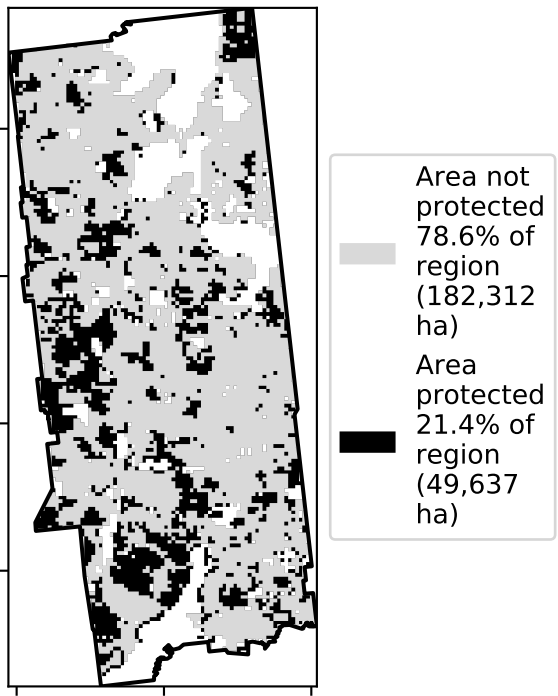 Area not
protected
78.6% of
region
(182,312
ha)
Area
protected
21.4% of
region
(49,637
ha)